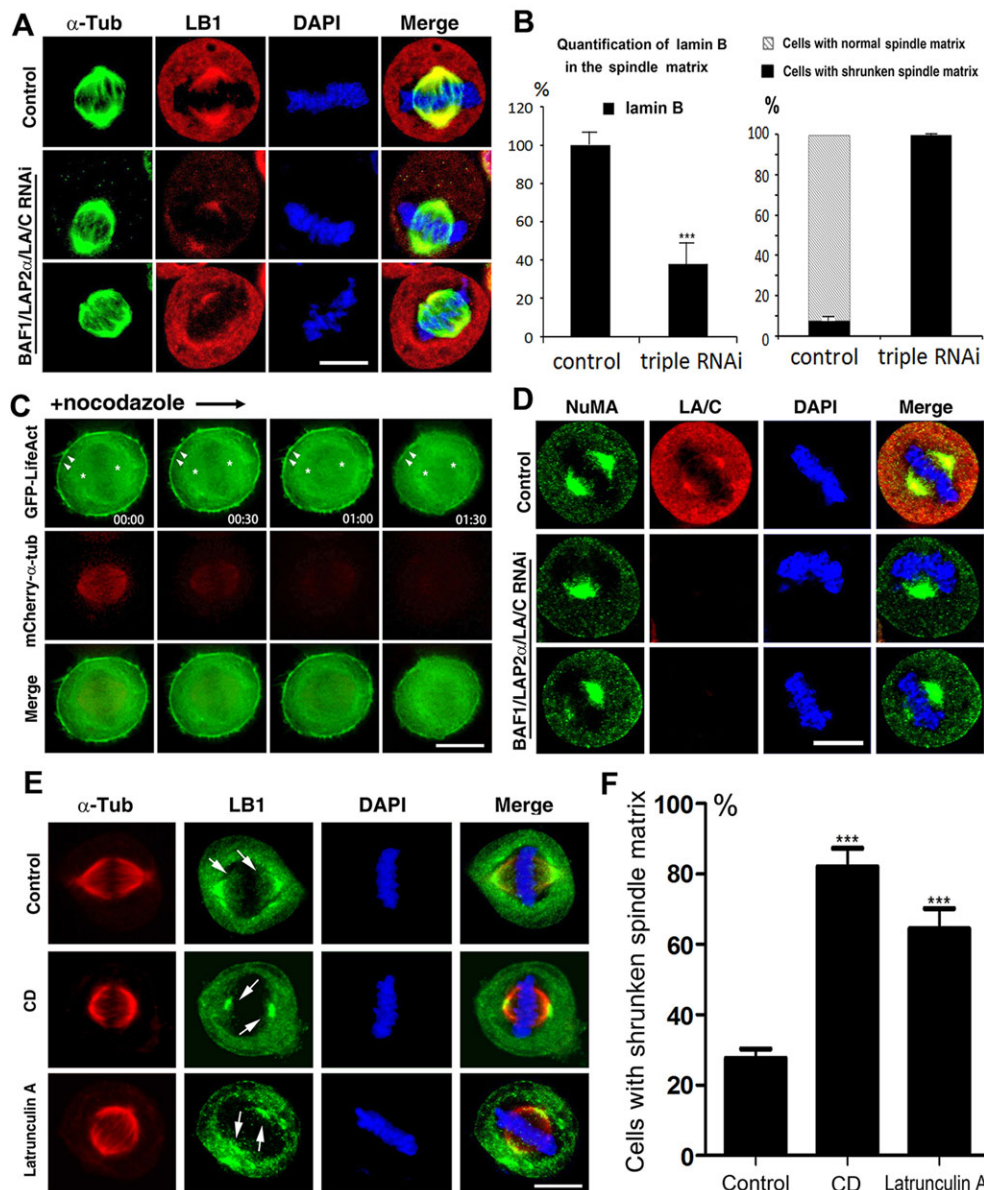 A
α-Tub LB1 DAPI Merge
Control
BAF1/LAP2α/LA/C RNAi
B
Quantification of lamin B
in the spindle matrix
%
120
100
80
60
40
20
0
lamin B
***
control triple RNAi
Cells with normal spindle matrix
Cells with shrunken spindle matrix
%
100
80
60
40
20
10
0
control triple RNAi
C
+nocodazole
GFP-LifeAct
* * * * * * * *
00:00 00:30 01:00 01:30
mCherry-α-tub
Merge
D
NuMA LA/C DAPI Merge
Control
BAF1/LAP2α/LA/C RNAi
E
α-Tub LB1 DAPI Merge
Control
CD
Latrunculin A
F
Cells with shrunken spindle matrix
%
100
80
60
40
20
0
***
***
Control CD Latrunculin A